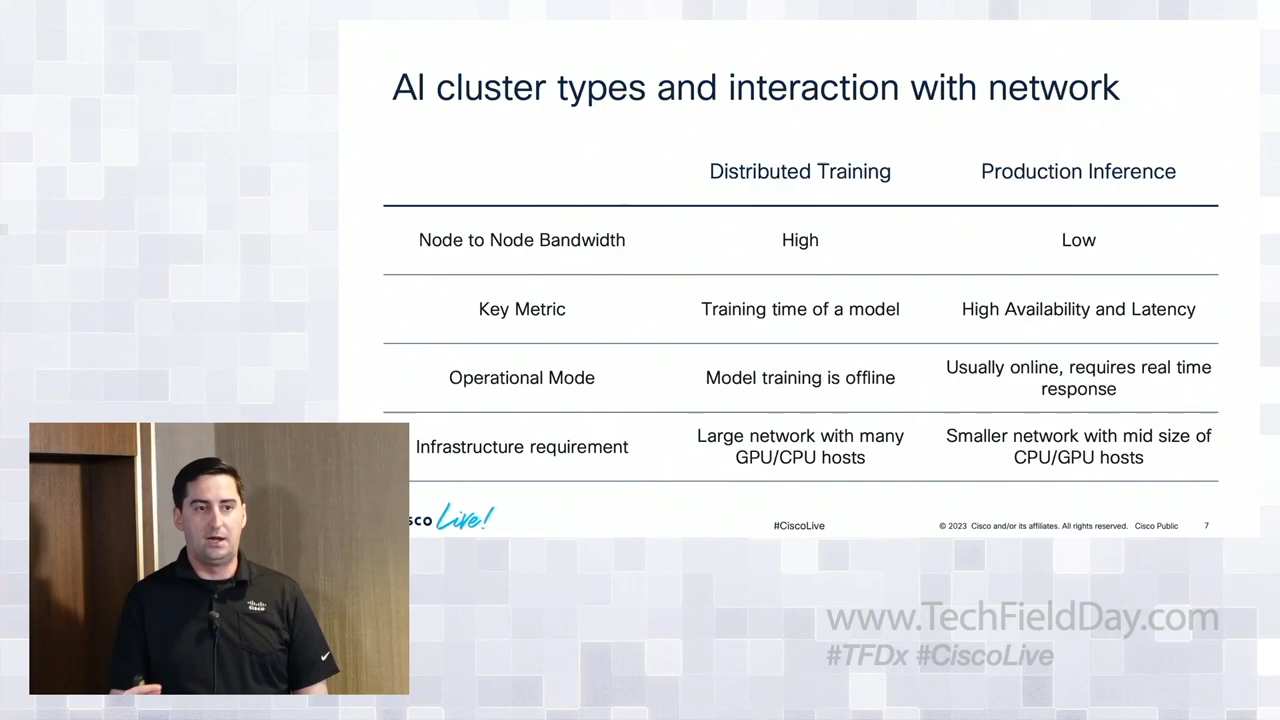 AI cluster types and interaction with network
Distributed Training
Production Inference
Node to Node Bandwidth
High
Low
Key Metric
Training time of a model
High Availability and Latency
Operational Mode
Model training is offline
Usually online, requires real time
response
Infrastructure requirement
Large network with many
GPU/CPU hosts
Smaller network with mid size of
CPU/GPU hosts
sco Live!
#CiscoLive
© 2023 Cisco and/or its affiliates. All rights reserved. Cisco Public
7
CISCO
www.TechFieldDay.com
#TFDx #CiscoLive